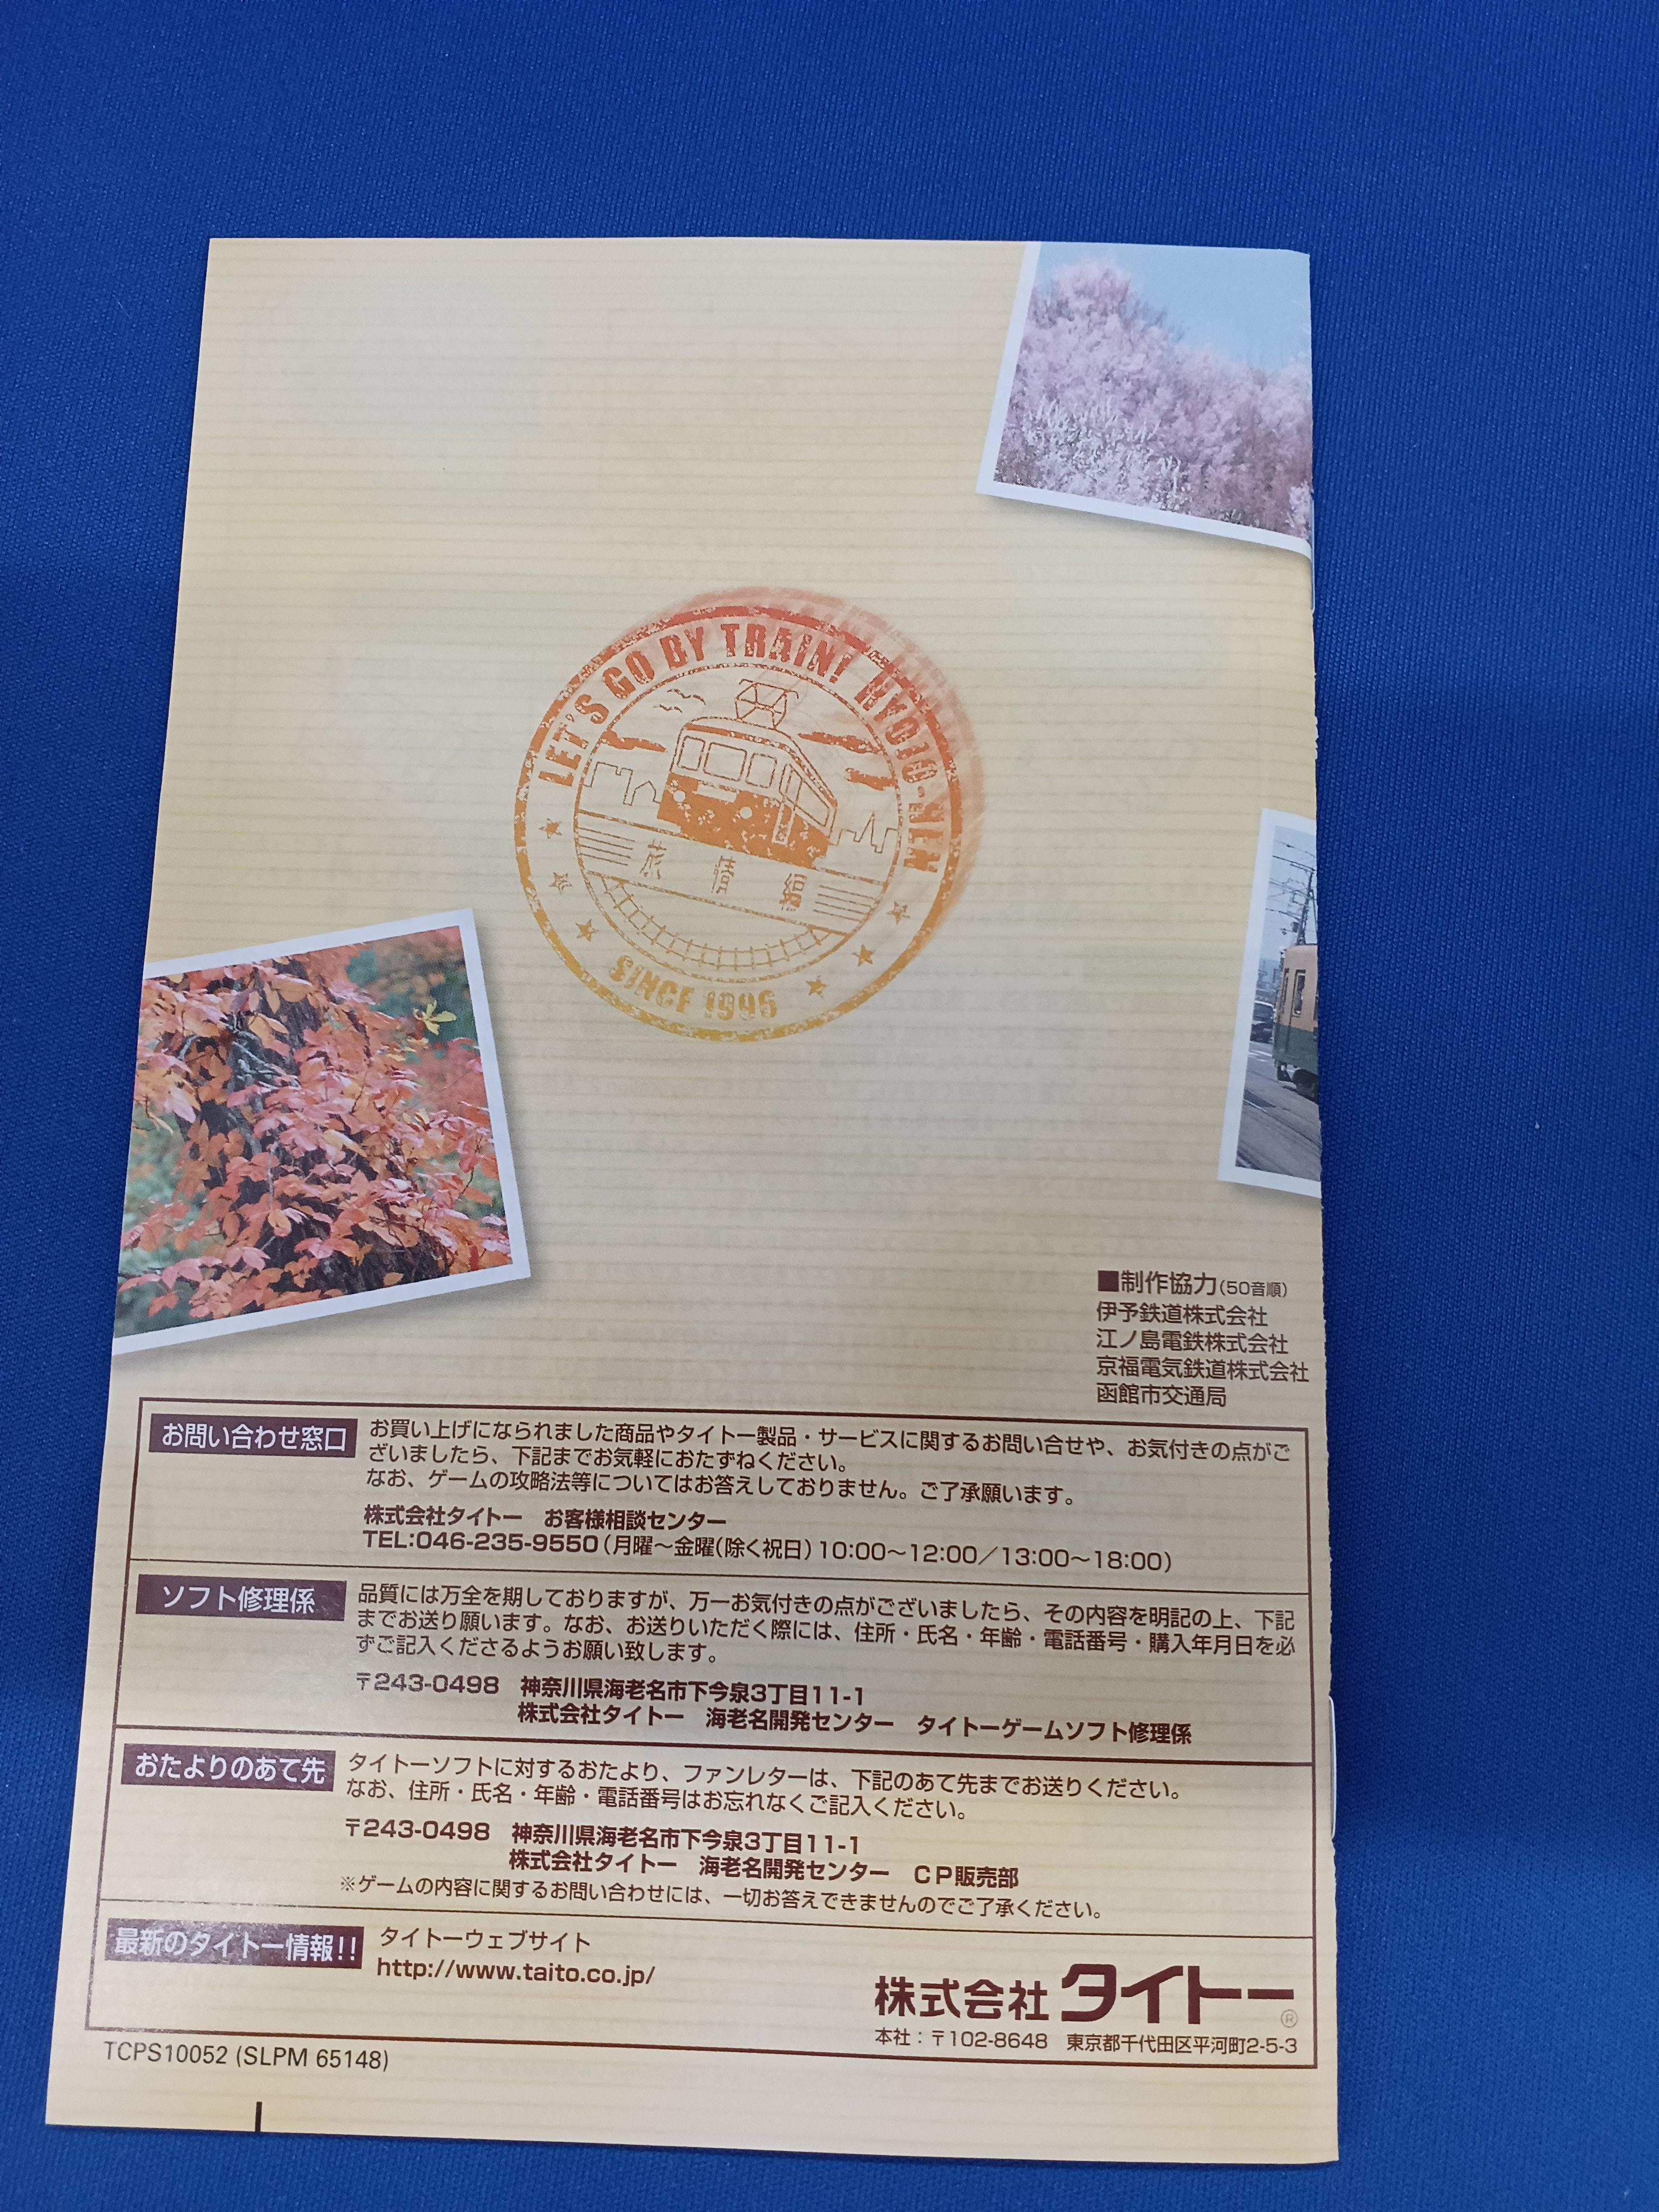 LET'S GO BY TRAIN! RYOJO-HEN
旅情編
SINCE 1996
■制作協力(50音順)
伊予鉄道株式会社
江ノ島電鉄株式会社
京福電気鉄道株式会社
函館市交通局
お問い合わせ窓口
お買い上げになられました商品やタイトー製品・サービスに関するお問い合せや、お気付きの点がご
ざいましたら、下記までお気軽におたずねください。
なお、ゲームの攻略法等についてはお答えしておりません。ご了承願います。
株式会社タイトー お客様相談センター
TEL:046-235-9550(月曜〜金曜(除く祝日)10:00〜12:00/13:00〜18:00)
ソフト修理係
品質には万全を期しておりますが、万一お気付きの点がございましたら、その内容を明記の上、下記
までお送り願います。なお、お送りいただく際には、住所・氏名・年齢・電話番号・購入年月日を必
ずご記入くださるようお願い致します。
〒243-0498 神奈川県海老名市下今泉3丁目11-1
株式会社タイトー 海老名開発センター タイトーゲームソフト修理係
おたよりのあて先
タイトーソフトに対するおたより、ファンレターは、下記のあて先までお送りください。
なお、住所・氏名・年齢・電話番号はお忘れなくご記入ください。
〒243-0498 神奈川県海老名市下今泉3丁目11-1
株式会社タイトー 海老名開発センター CP販売部
※ゲームの内容に関するお問い合わせには、一切お答えできませんのでご了承ください。
最新のタイトー情報!!
タイトーウェブサイト
http://www.taito.co.jp/
株式会社タイトー®
本社:〒102-8648 東京都千代田区平河町2-5-3
TCPS10052 (SLPM 65148)